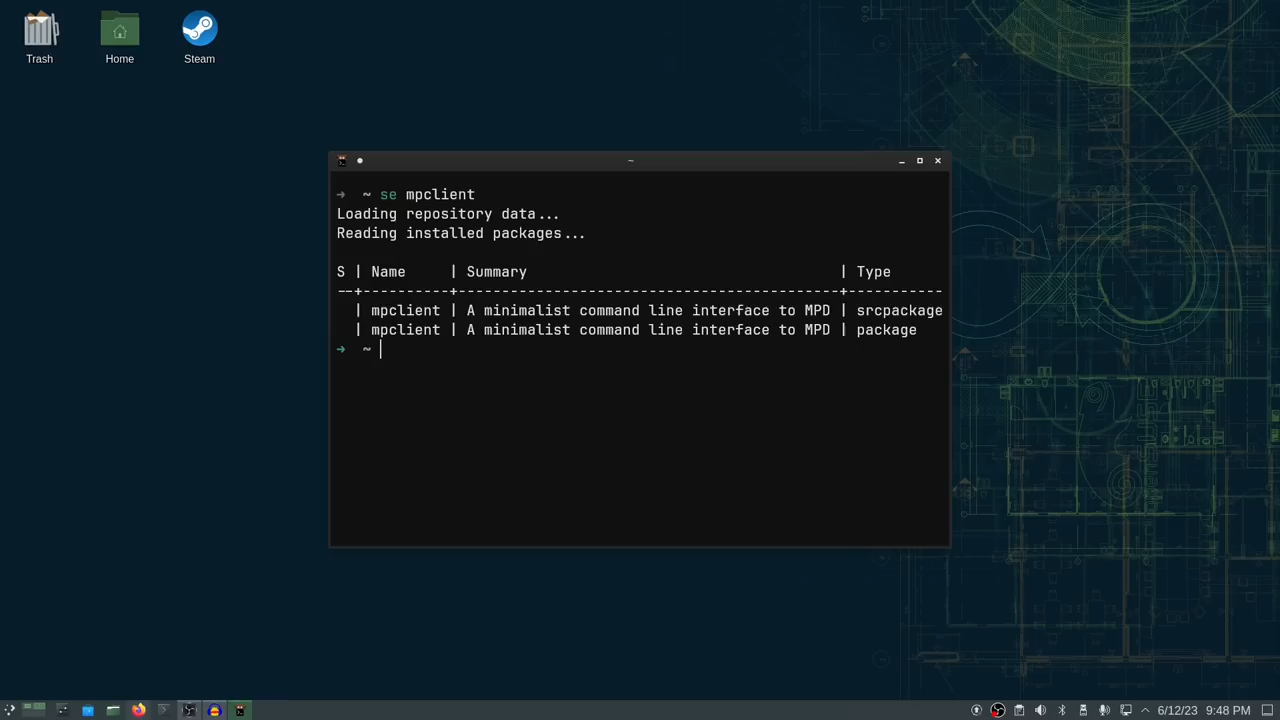 Trash
Home
Steam
~
➜ ~ se mpclient
Loading repository data...
Reading installed packages...
S | Name | Summary | Type
--+----------+--------------------------------------------+-----------
| mpclient | A minimalist command line interface to MPD | srcpackage
| mpclient | A minimalist command line interface to MPD | package
➜ ~
6/12/23 9:48 PM